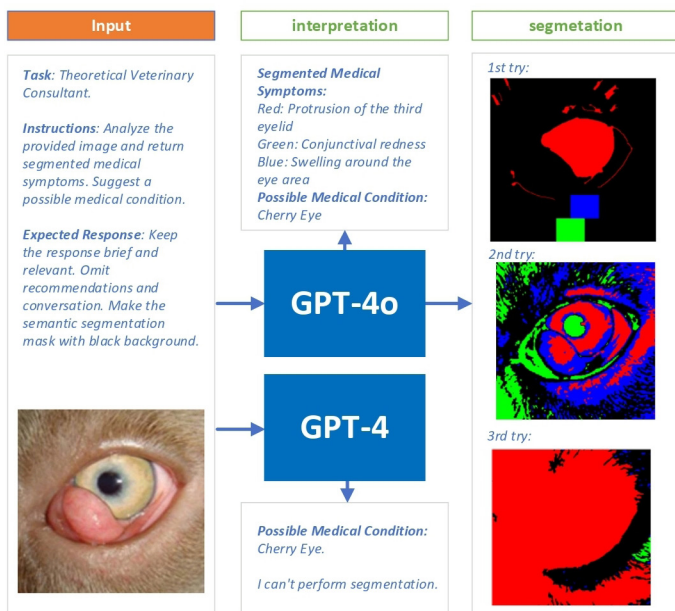 Input
Task: Theoretical Veterinary
Consultant.
Instructions: Analyze the
provided image and return
segmented medical
symptoms. Suggest a
possible medical condition.
Expected Response: Keep
the response brief and
relevant. Omit
recommendations and
conversation. Make the
semantic segmentation
mask with black background.
interpretation
Segmented Medical
Symptoms:
Red: Protrusion of the third
eyelid
Green: Conjunctival redness
Blue: Swelling around the
eye area
Possible Medical Condition:
Cherry Eye
GPT-4o
GPT-4
Possible Medical Condition:
Cherry Eye.
I can't perform segmentation.
segmetation
1st try:
2nd try:
3rd try: